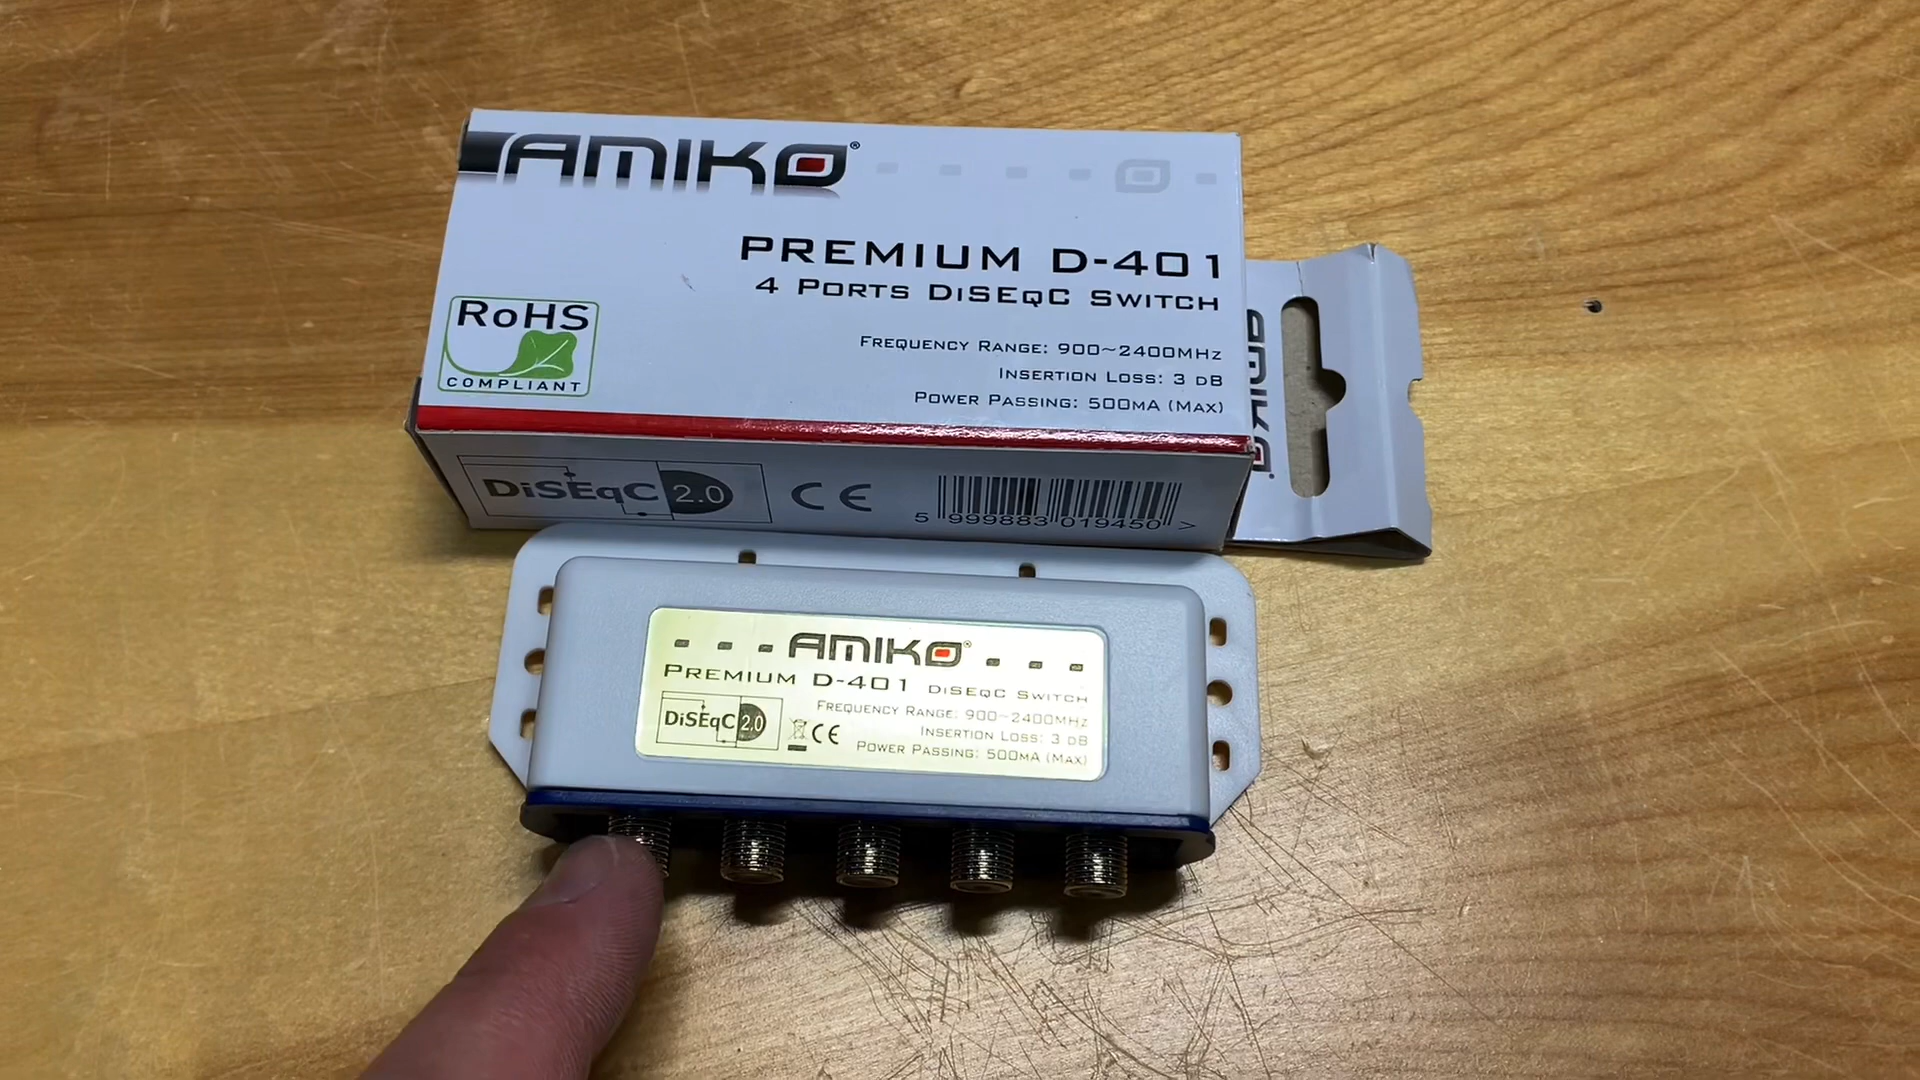 AMIKO®
PREMIUM D-401
4 PORTS DiSEqC SWITCH
RoHS
COMPLIANT
FREQUENCY RANGE: 900~2400MHz
INSERTION LOSS: 3 dB
POWER PASSING: 500mA (MAX)
DiSEqC 2.0
CE
5 999883 019450 >
AMIKO
AMIKO®
PREMIUM D-401 DiSEqC SWITCH
DiSEqC 2.0
CE
FREQUENCY RANGE: 900~2400MHz
INSERTION LOSS: 3 dB
POWER PASSING: 500mA (MAX)